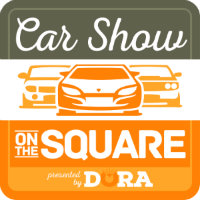 Car Show
ON THE SQUARE
presented by DORA